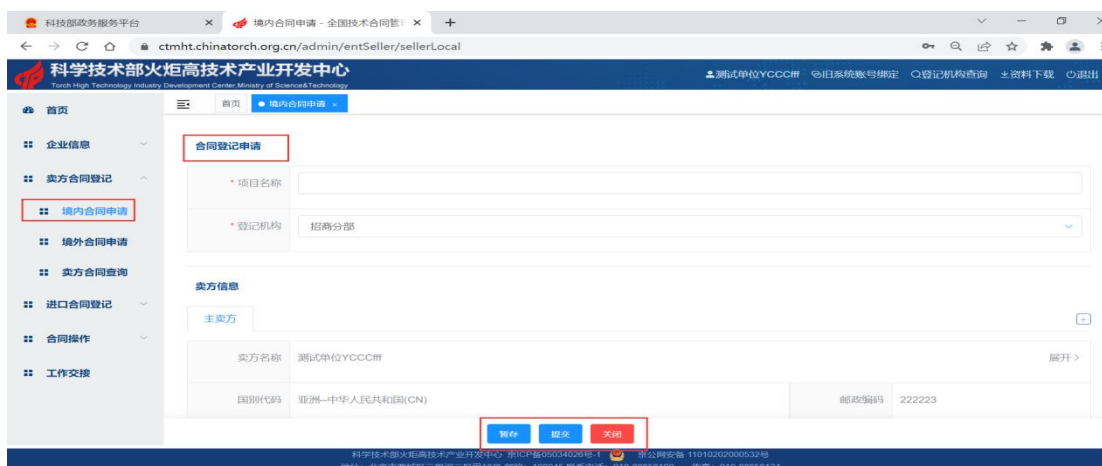 科技部政务服务平台
境内合同申请 - 全国技术合同管
ctmht.chinatorch.org.cn/admin/entSeller/sellerLocal
科学技术部火炬高技术产业开发中心
Torch High Technology Industry Development Center,Ministry of Science&Technology
测试单位YCCCfff 旧系统账号绑定 登记机构查询 资料下载 退出
首页
首页 境内合同申请 ×
企业信息
合同登记申请
卖方合同登记
* 项目名称
境内合同申请
* 登记机构 招商分部
境外合同申请
卖方合同查询
卖方信息
进口合同登记
主卖方
合同操作
卖方名称 测试单位YCCCfff 展开 >
工作交接
国别代码 亚洲--中华人民共和国(CN) 邮政编码 222223
暂存 提交 关闭
科学技术部火炬高技术产业开发中心 京ICP备05034026号-1 京公网安备 11010202000532号